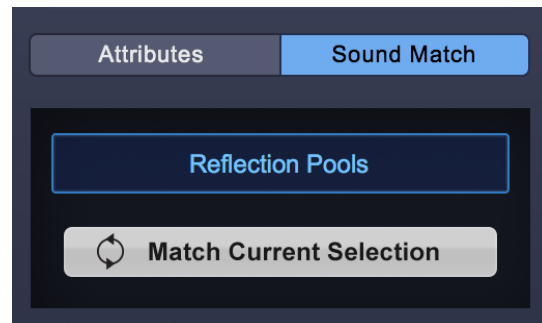 Attributes Sound Match
Reflection Pools
Match Current Selection